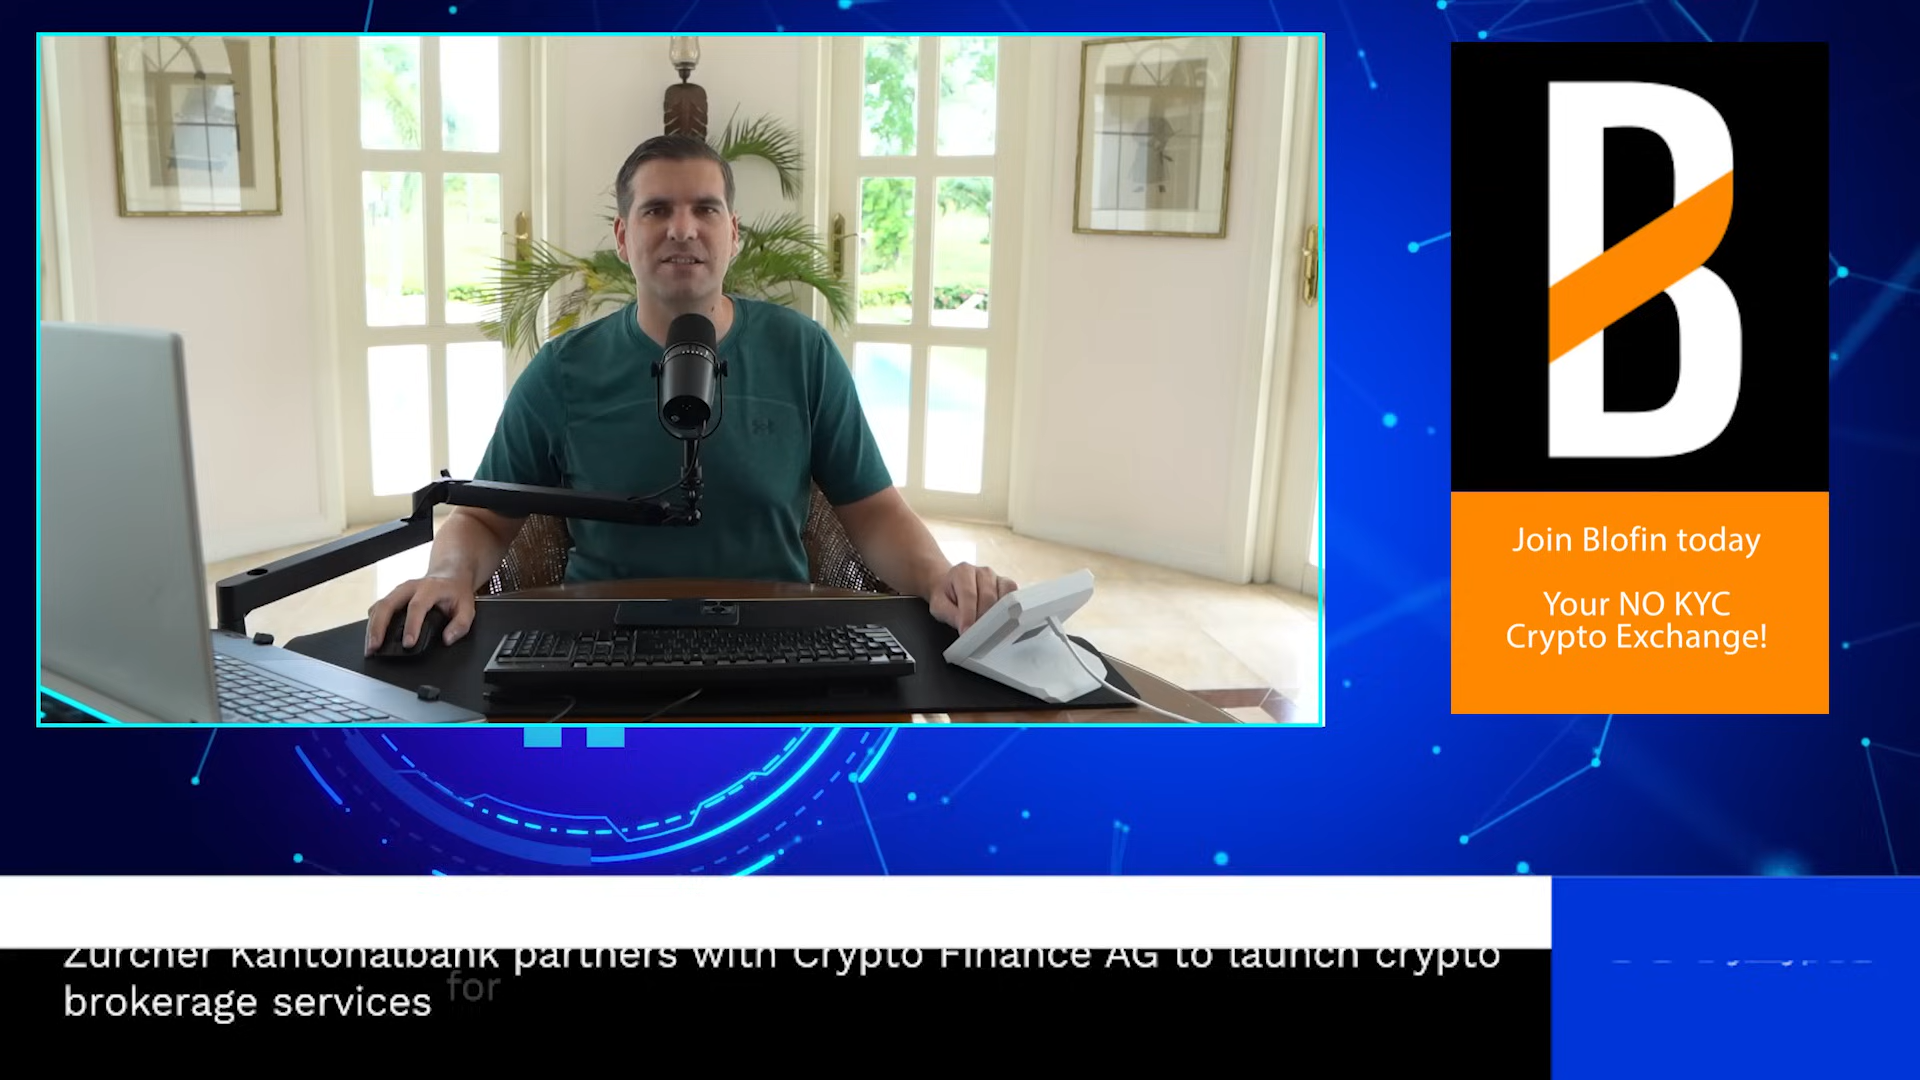 B
Join Blofin today
Your NO KYC
Crypto Exchange!
Zürcher Kantonalbank partners with Crypto Finance AG to launch crypto
brokerage services for